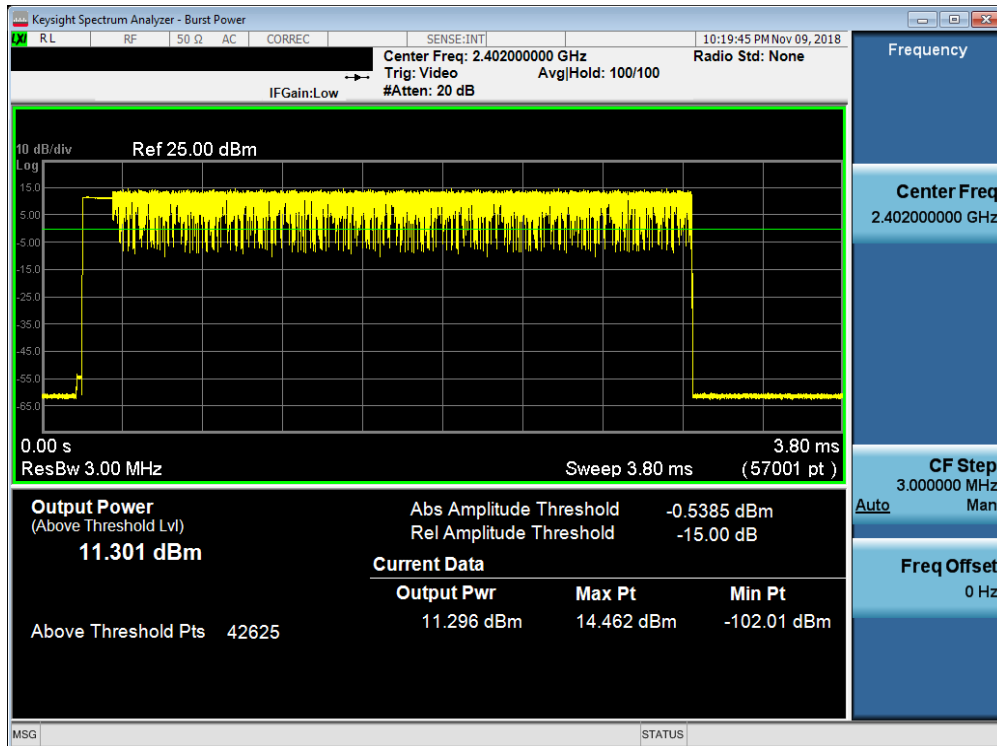 Keysight Spectrum Analyzer - Burst Power
LXI RL RF 50 Ω AC CORREC SENSE:INT 10:19:45 PM Nov 09, 2018
Center Freq: 2.402000000 GHz Radio Std: None
Trig: Video Avg|Hold: 100/100
IFGain:Low #Atten: 20 dB
Frequency
10 dB/div Ref 25.00 dBm
Log
15.0
5.00
-5.00
-15.0
-25.0
-35.0
-45.0
-55.0
-65.0
0.00 s 3.80 ms
ResBw 3.00 MHz Sweep 3.80 ms (57001 pt)
Center Freq
2.402000000 GHz
CF Step
3.000000 MHz
Auto Man
Freq Offset
0 Hz
Output Power
(Above Threshold Lvl)
11.301 dBm
Above Threshold Pts 42625
Abs Amplitude Threshold -0.5385 dBm
Rel Amplitude Threshold -15.00 dB
Current Data
Output Pwr Max Pt Min Pt
11.296 dBm 14.462 dBm -102.01 dBm
MSG STATUS